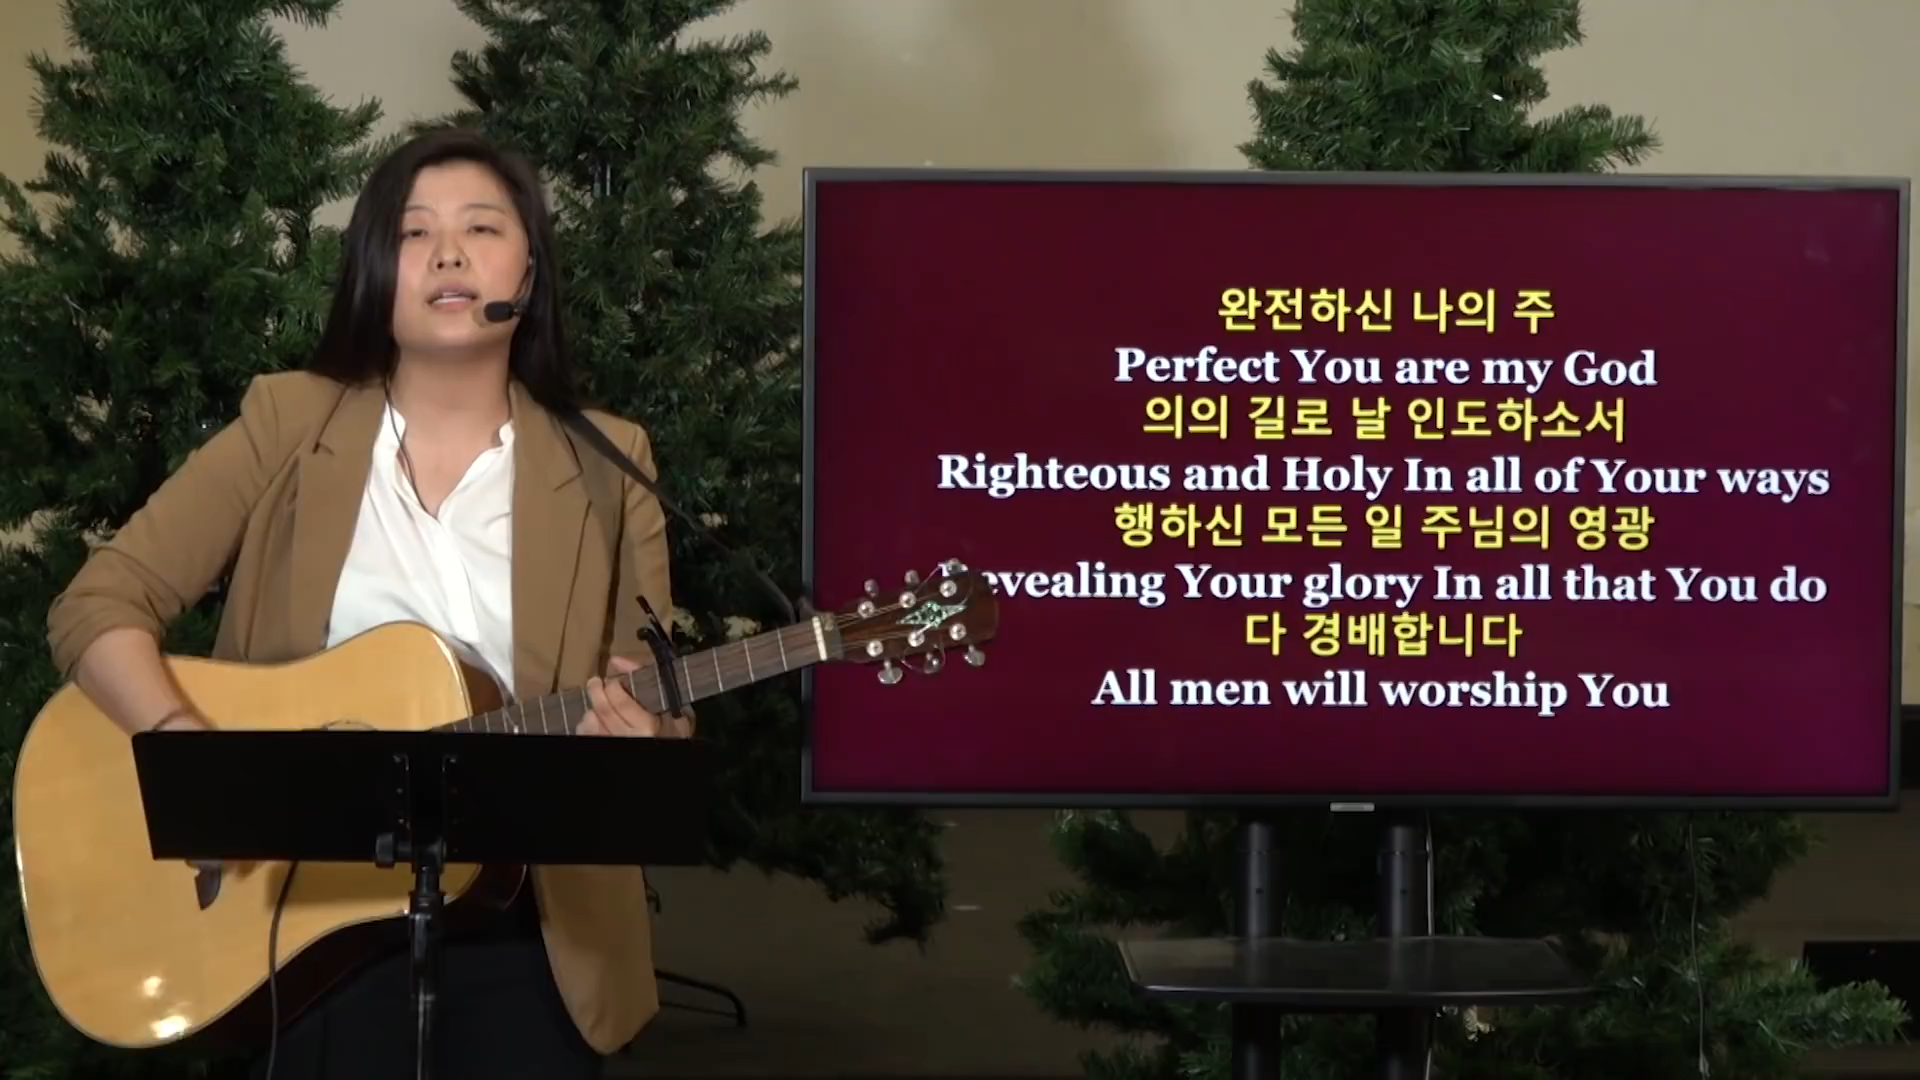 완전하신 나의 주
Perfect You are my God
의의 길로 날 인도하소서
Righteous and Holy In all of Your ways
행하신 모든 일 주님의 영광
Revealing Your glory In all that You do
다 경배합니다
All men will worship You